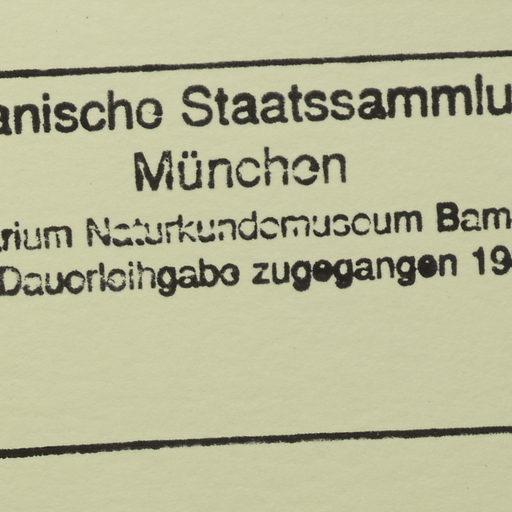 anische Staatssammlu
München
rium Naturkundemuseum Bam
Dauerleihgabe zugegangen 19